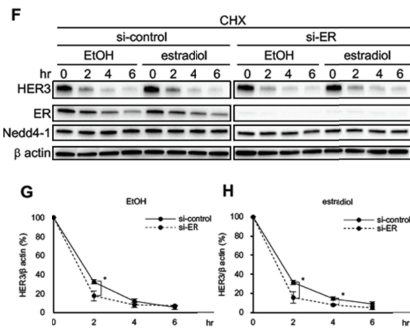 F
CHX
si-control si-ER
EtOH estradiol EtOH estradiol
hr 0 2 4 6 0 2 4 6 0 2 4 6 0 2 4 6
HER3
ER
Nedd4-1
β actin
G EtOH
HER3/β actin (%)
100
80
60
40
20
0
si-control
si-ER
*
0 2 4 6 hr
H estradiol
HER3/β actin (%)
100
80
60
40
20
0
si-control
si-ER
* *
0 2 4 6 hr